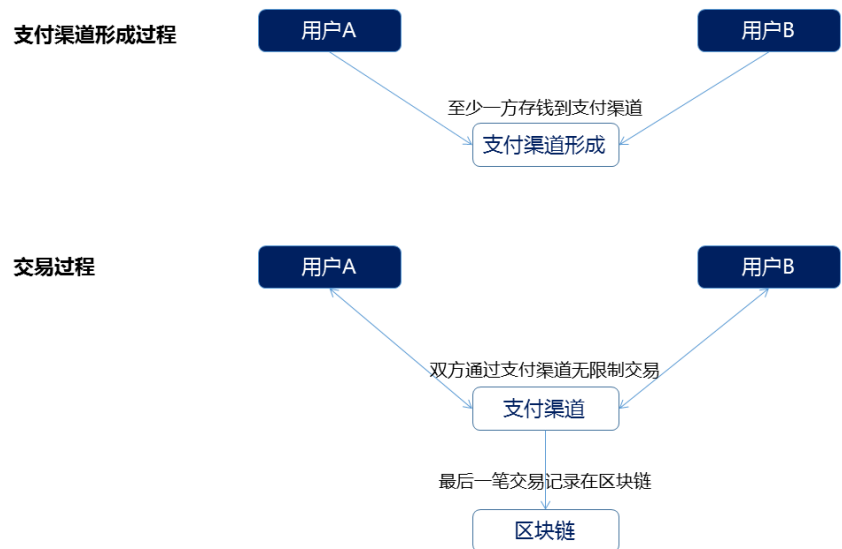 支付渠道形成过程
用户A
用户B
至少一方存钱到支付渠道
支付渠道形成
交易过程
用户A
用户B
双方通过支付渠道无限制交易
支付渠道
最后一笔交易记录在区块链
区块链